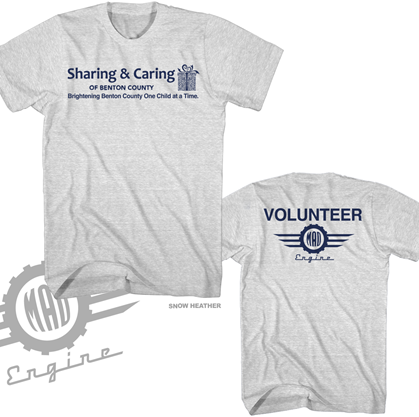 Sharing & Caring
OF BENTON COUNTY
Brightening Benton County One Child at a Time.
VOLUNTEER
MAD
Engine
SNOW HEATHER
MAD
Engine